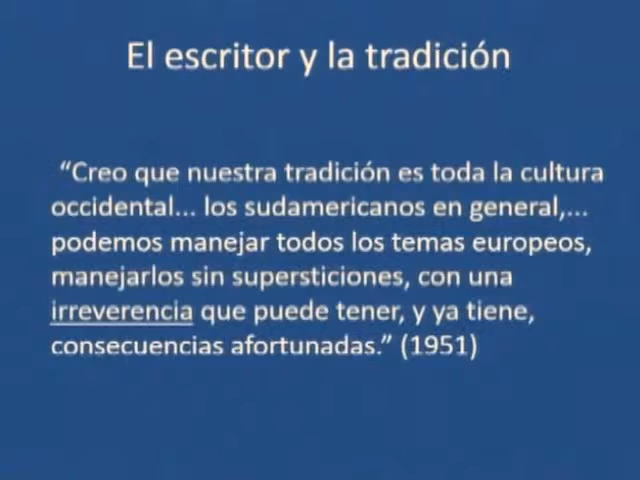 El escritor y la tradición
“Creo que nuestra tradición es toda la cultura
occidental... los sudamericanos en general,...
podemos manejar todos los temas europeos,
manejarlos sin supersticiones, con una
irreverencia que puede tener, y ya tiene,
consecuencias afortunadas.” (1951)